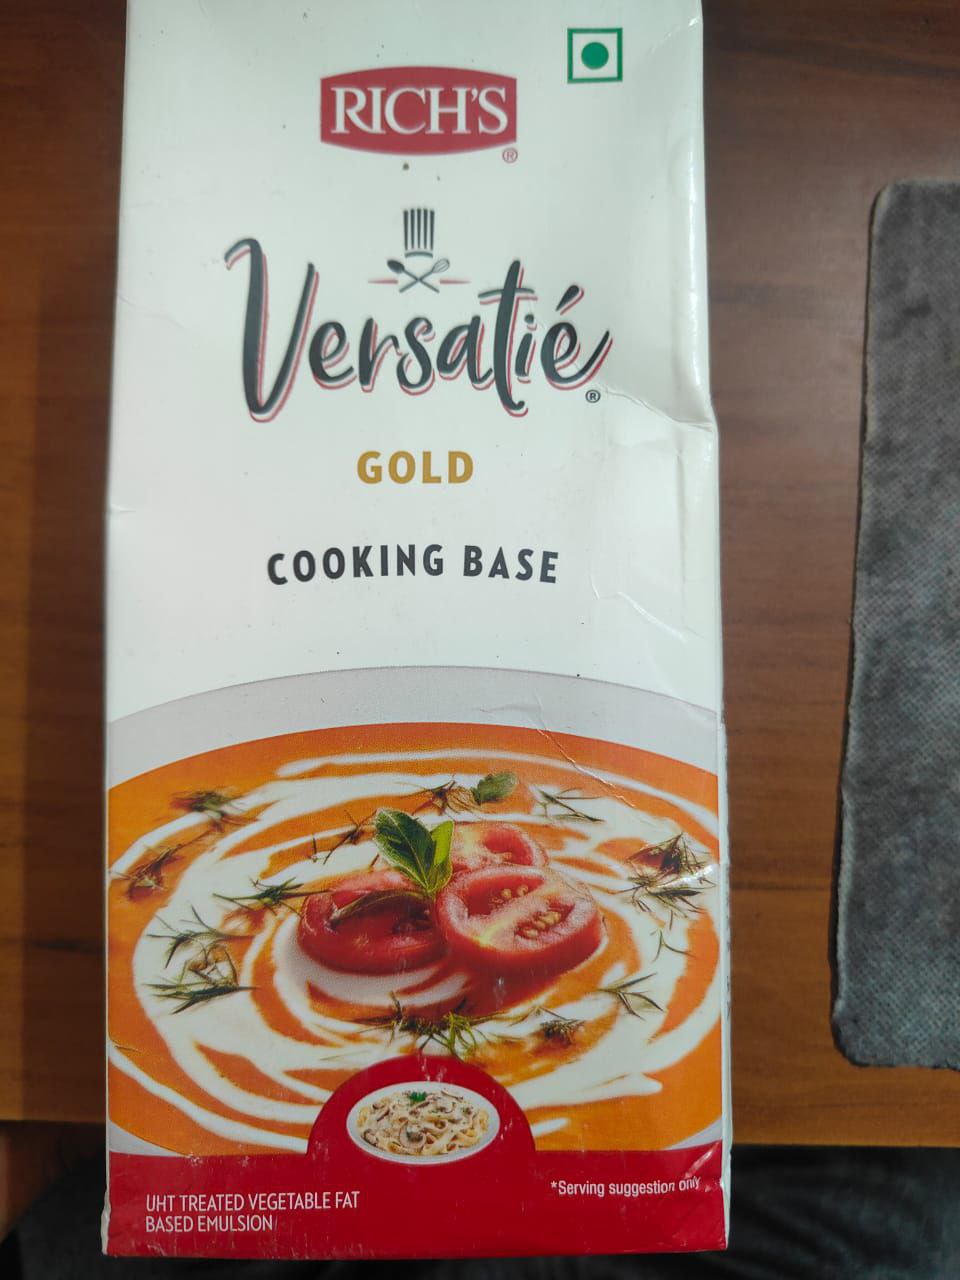 RICH'S
®
Versatié
®
GOLD
COOKING BASE
*Serving suggestion only
UHT TREATED VEGETABLE FAT
BASED EMULSION